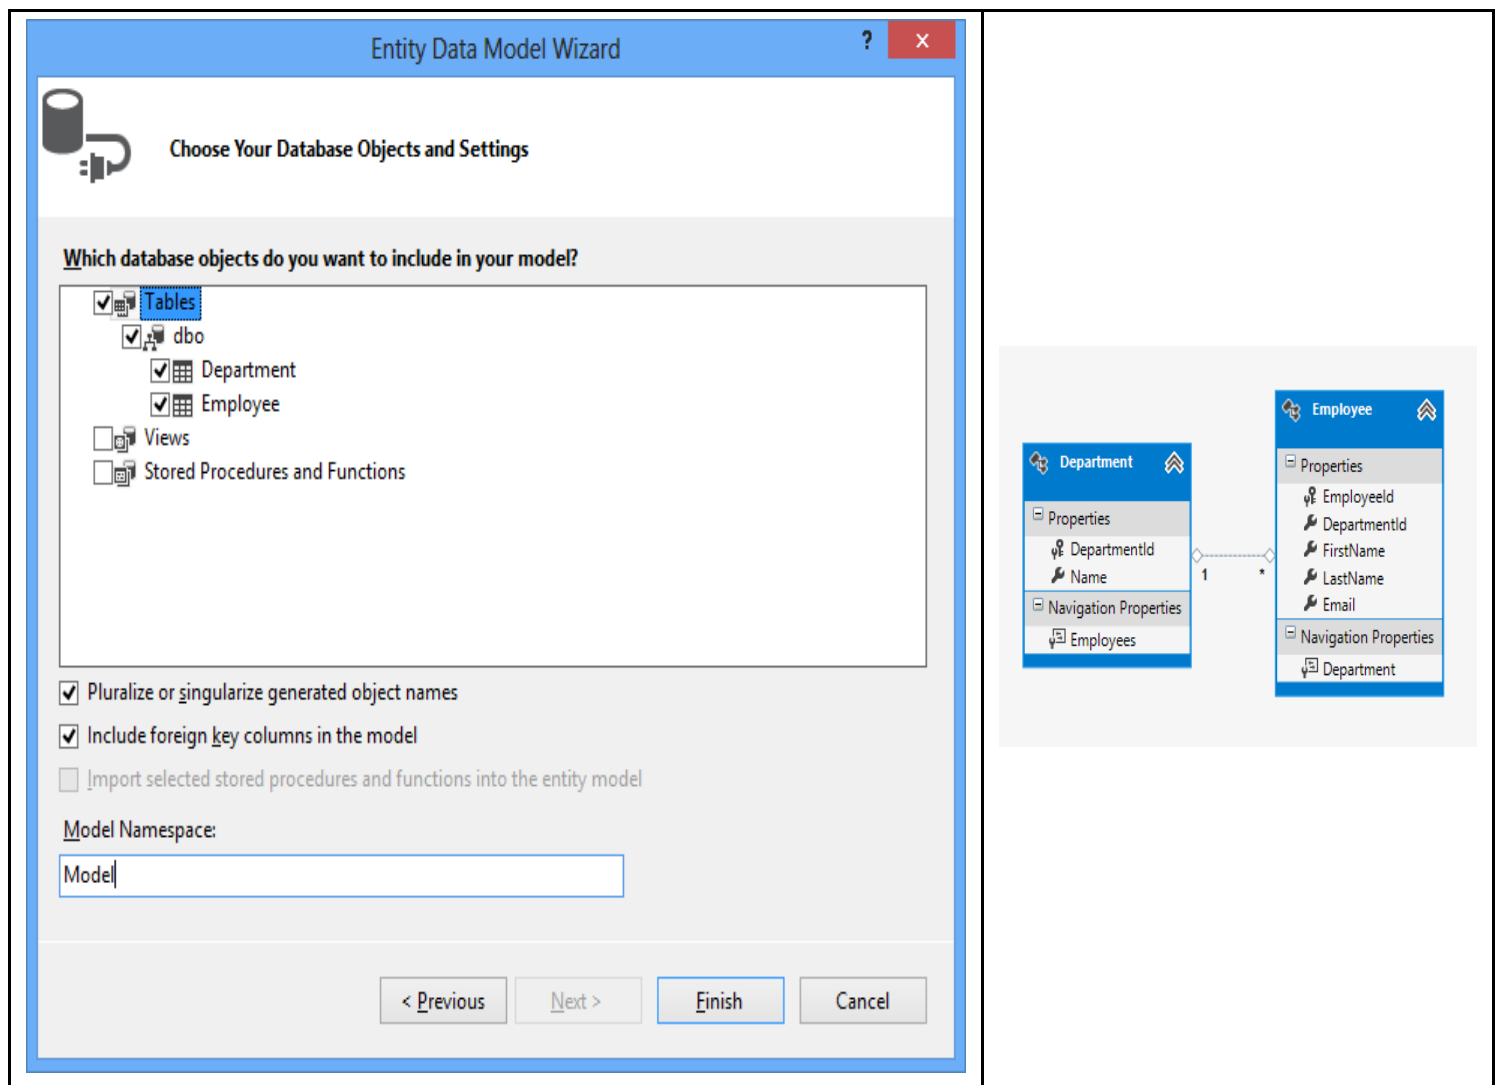 Entity Data Model Wizard
?
x
Choose Your Database Objects and Settings
Which database objects do you want to include in your model?
Tables
dbo
Department
Employee
Views
Stored Procedures and Functions
Pluralize or singularize generated object names
Include foreign key columns in the model
Import selected stored procedures and functions into the entity model
Model Namespace:
Model
< Previous
Next >
Finish
Cancel
Department
Properties
DepartmentId
Name
Navigation Properties
Employees
1
*
Employee
Properties
EmployeeId
DepartmentId
FirstName
LastName
Email
Navigation Properties
Department